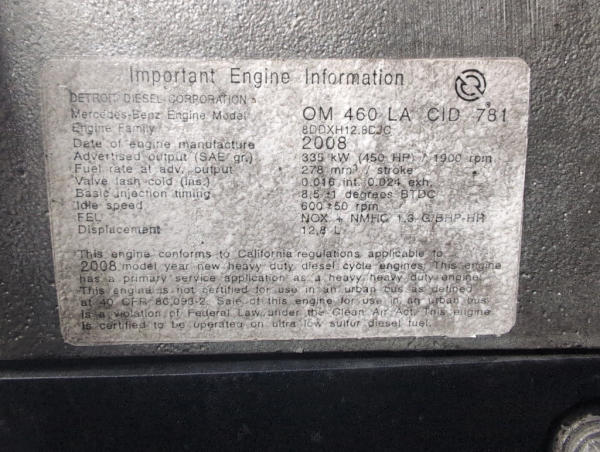 Important Engine Information
DETROIT DIESEL CORPORATION
Mercedes-Benz Engine Model OM 460 LA CID 781
Engine Family 8DDXH12.8DJC
Date of engine manufacture 2008
Advertised output (SAE gr.) 335 kW (450 HP) / 1900 rpm
Fuel rate at adv. output 278 mm³ / stroke
Valve lash cold (ins.) 0.016 int. 0.024 exh.
Basic injection timing 8,5 ±1 degrees BTDC
Idle speed 600 ±50 rpm
FEL NOX + NMHC 1.3 G/BHP-HR
Displacement 12,8 L
This engine conforms to California regulations applicable to
2008 model year new heavy duty diesel cycle engines. This engine
has a primary service application as a heavy heavy duty engine.
This engine is not certified for use in an urban bus as defined
at 40 CFR 86.093-2. Sale of this engine for use in an urban bus
is a violation of Federal Law under the Clean Air Act. This engine
is certified to be operated on ultra low sulfur diesel fuel.